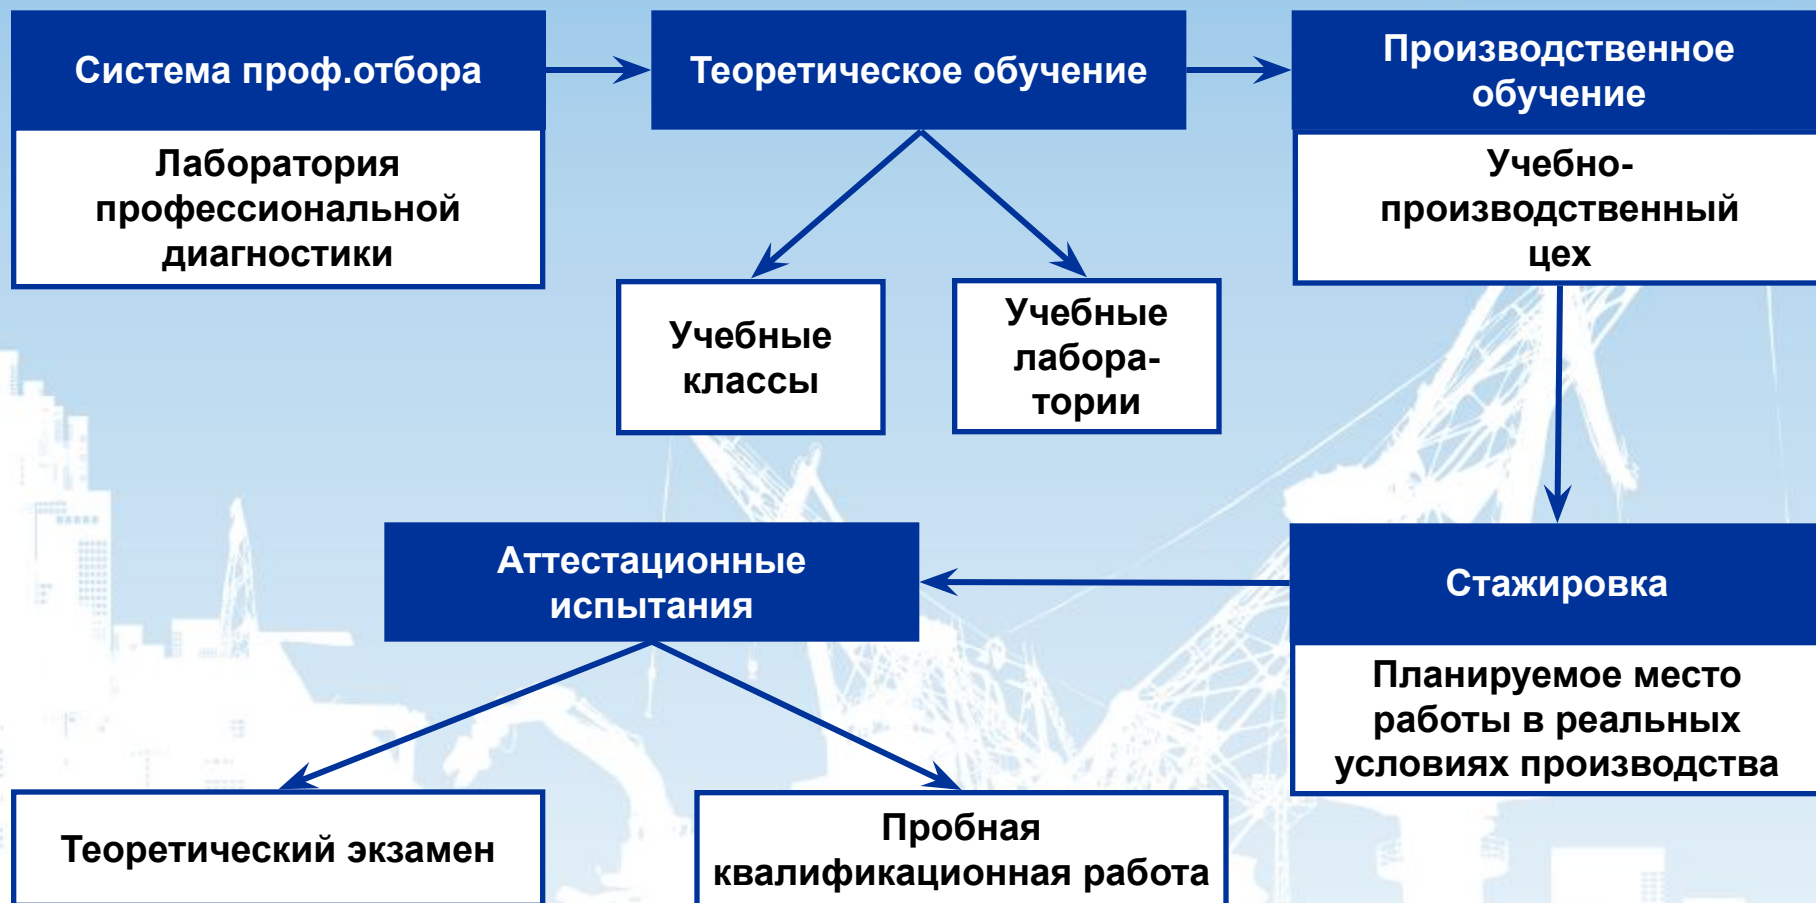 Система проф.отбора
Лаборатория
профессиональной
диагностики
Теоретическое обучение
Учебные
классы
Учебные
лабора-
тории
Производственное
обучение
Учебно-
производственный
цех
Стажировка
Планируемое место
работы в реальных
условиях производства
Аттестационные
испытания
Теоретический экзамен
Пробная
квалификационная работа